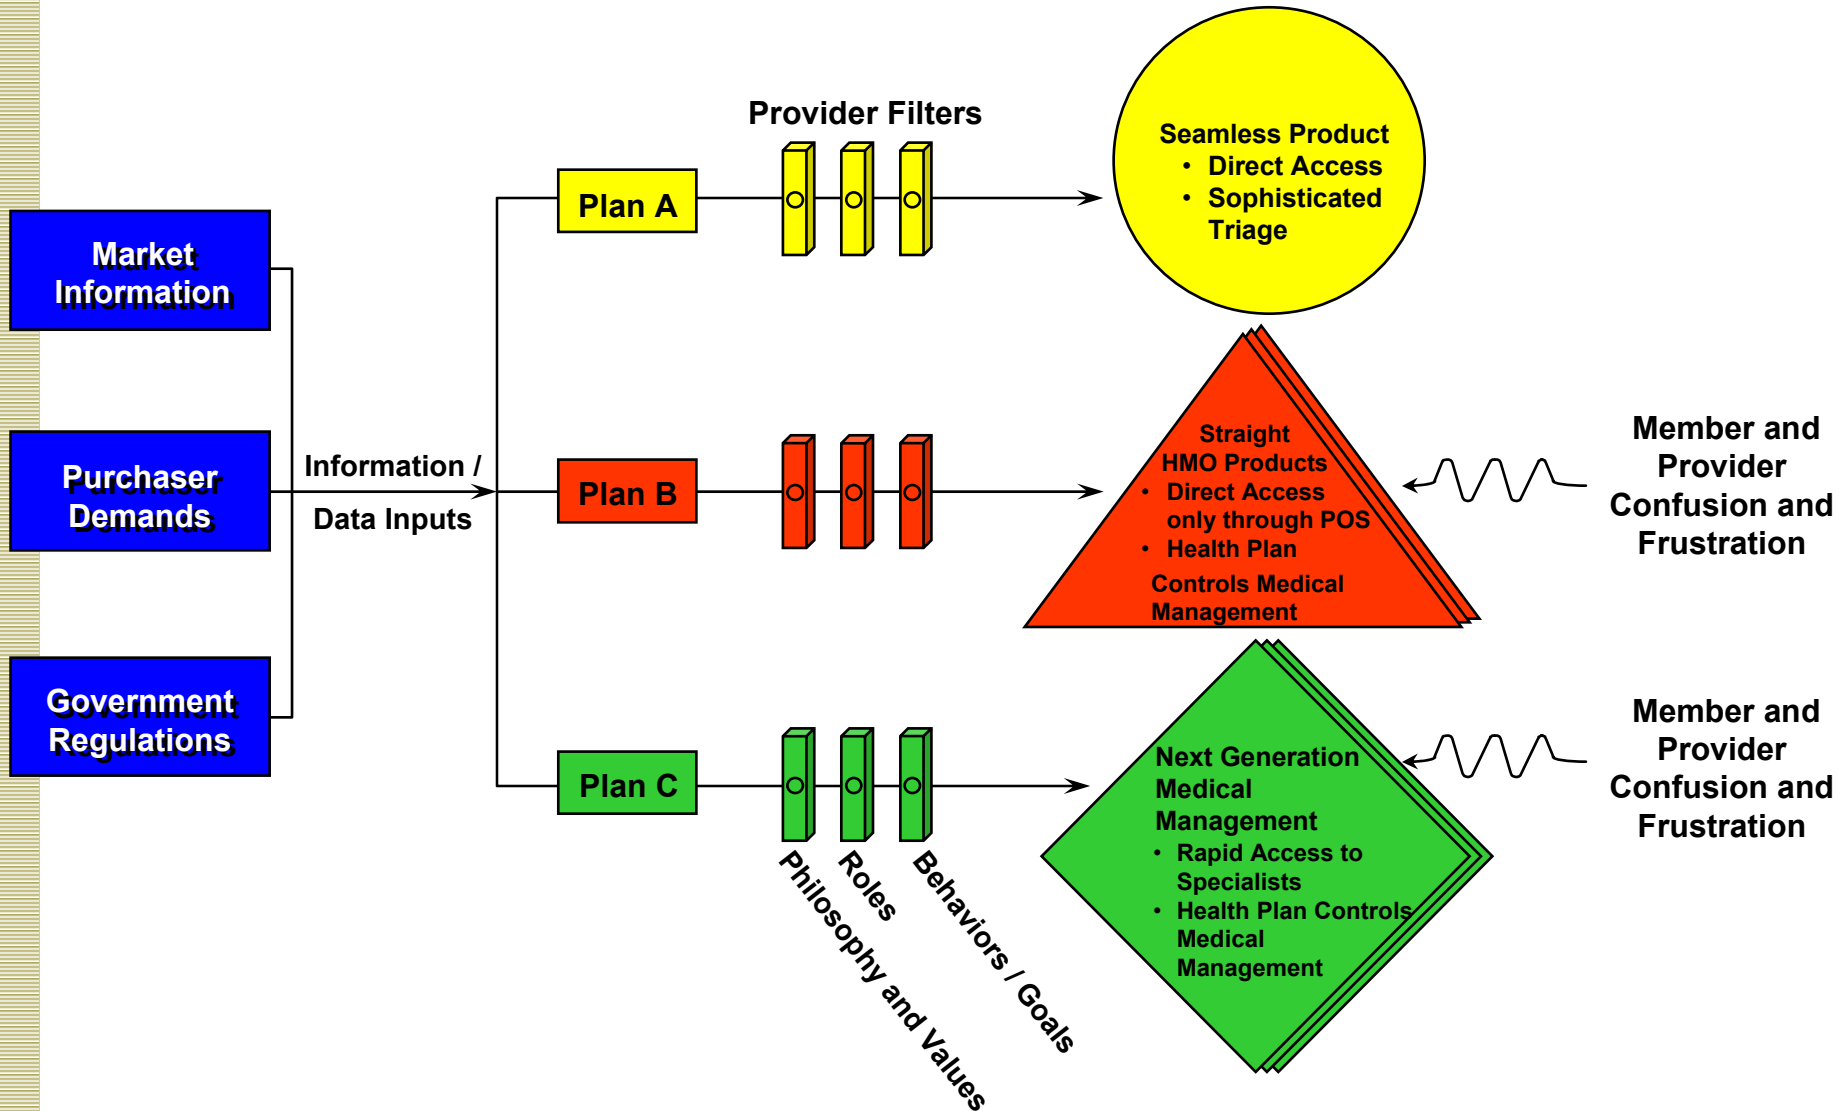 Provider Filters
Market
Information
Purchaser
Demands
Government
Regulations
Information /
Data Inputs
Plan A
Plan B
Plan C
Philosophy and Values
Roles
Behaviors / Goals
Seamless Product
• Direct Access
• Sophisticated
Triage
Straight
HMO Products
• Direct Access
only through POS
• Health Plan
Controls Medical
Management
Next Generation
Medical
Management
• Rapid Access to
Specialists
• Health Plan Controls
Medical
Management
Member and
Provider
Confusion and
Frustration
Member and
Provider
Confusion and
Frustration